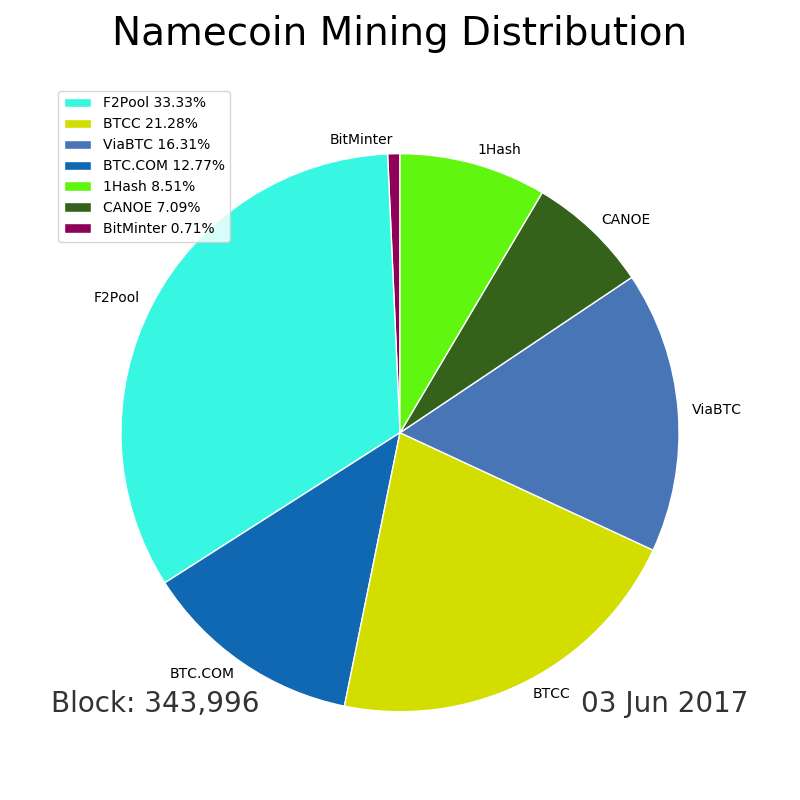 Namecoin Mining Distribution
F2Pool 33.33%
BTCC 21.28%
ViaBTC 16.31%
BTC.COM 12.77%
1Hash 8.51%
CANOE 7.09%
BitMinter 0.71%
BitMinter
1Hash
CANOE
F2Pool
ViaBTC
BTC.COM
BTCC
Block: 343,996
03 Jun 2017